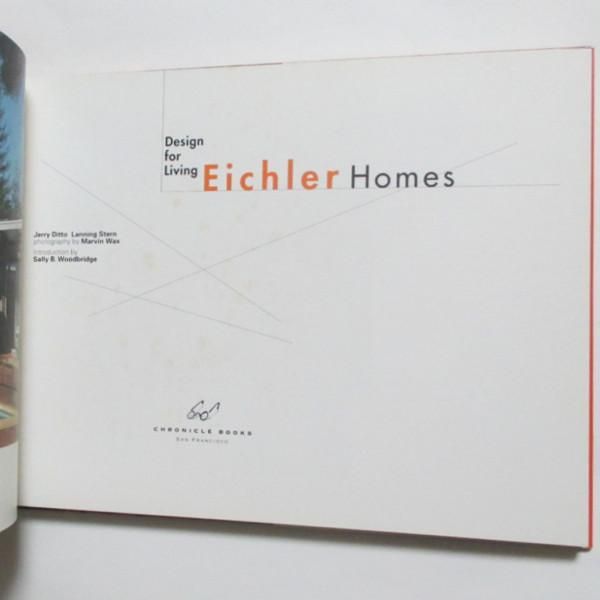 Design
for
Living Eichler Homes
Jerry Ditto Lanning Stern
photography by Marvin Wax
introduction by
Sally B. Woodbridge
CHRONICLE BOOKS
SAN FRANCISCO